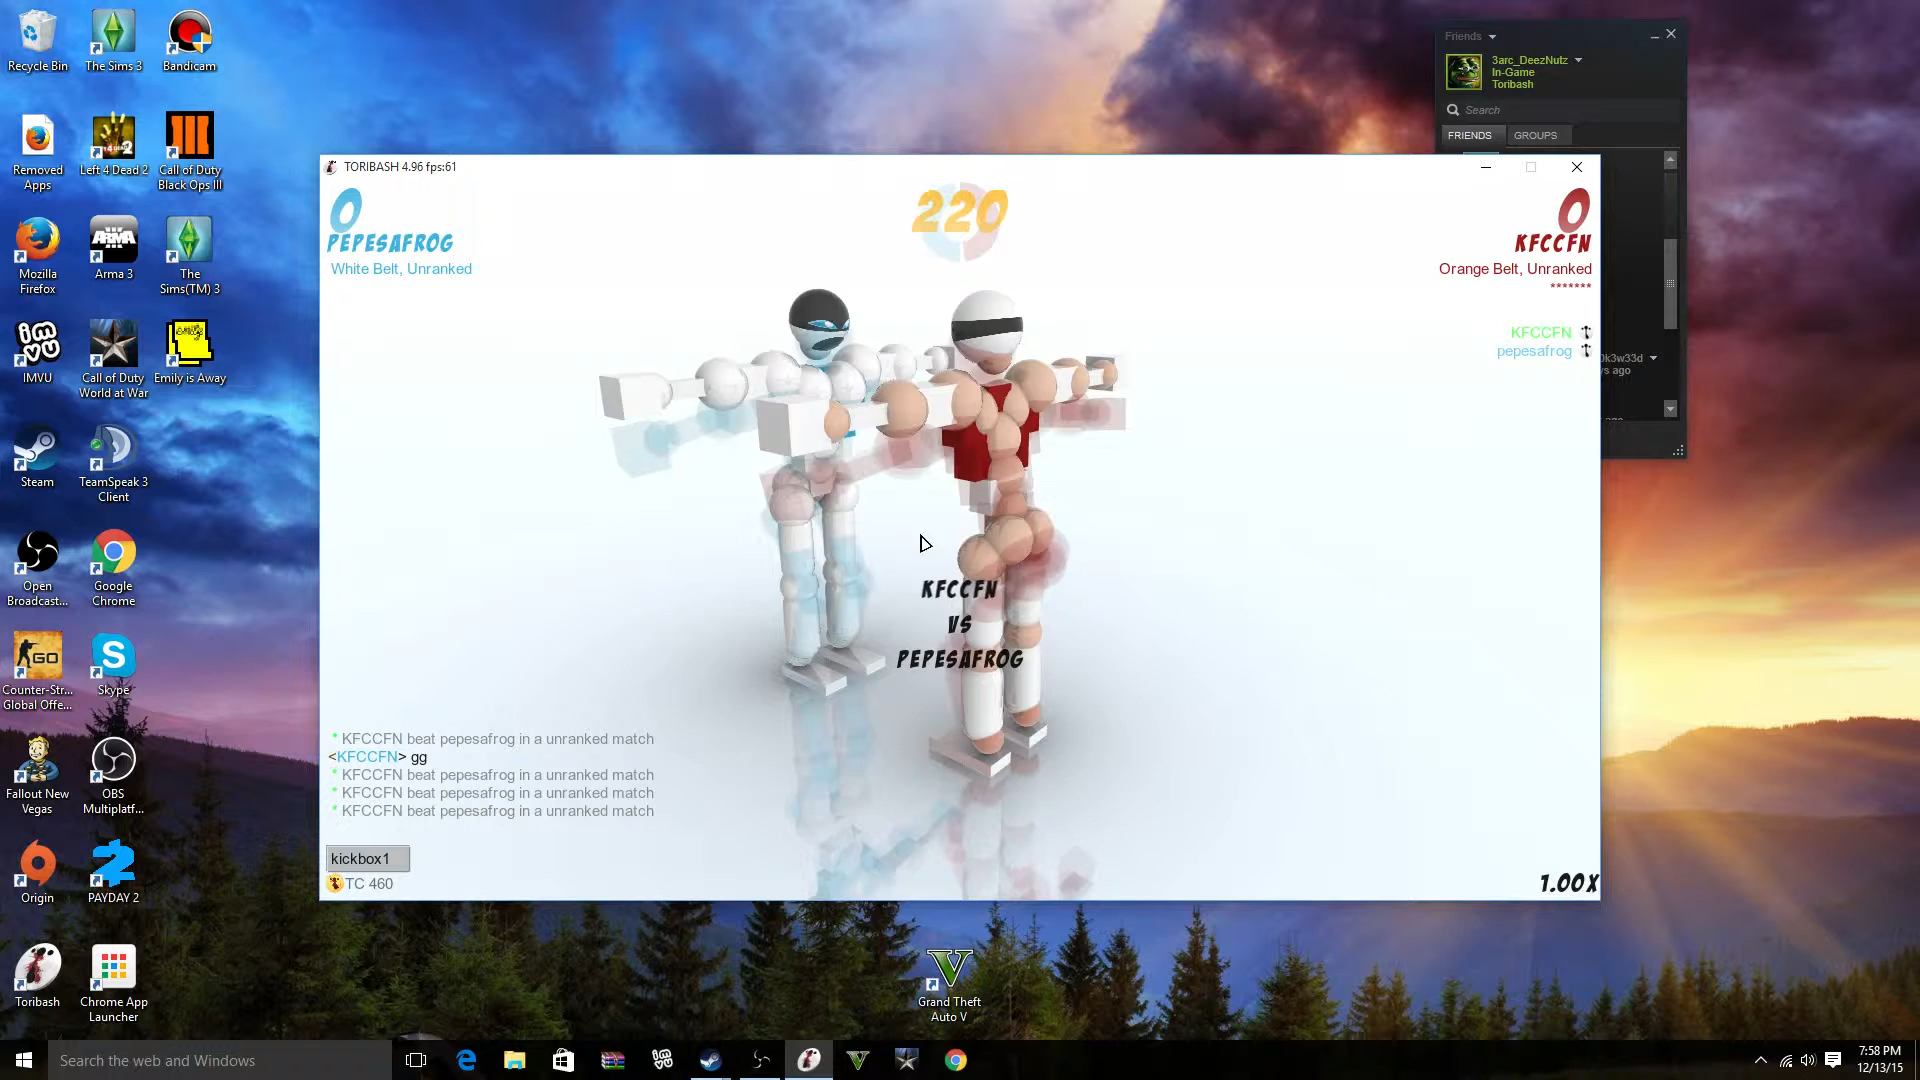 Recycle Bin
The Sims 3
Bandicam
Removed
Apps
Left 4 Dead 2
Call of Duty
Black Ops III
Mozilla
Firefox
Arma 3
The
Sims(TM) 3
IMVU
Call of Duty
World at War
Emily is Away
Steam
TeamSpeak 3
Client
Open
Broadcast...
Google
Chrome
Counter-Str...
Global Offe...
Skype
Fallout New
Vegas
OBS
Multiplatf...
Origin
PAYDAY 2
Toribash
Chrome App
Launcher
Grand Theft
Auto V
Friends
3arc_DeezNutz
In-Game
Toribash
Search
FRIENDS
GROUPS
0k3w33d
ys ago
TORIBASH 4.96 fps:61
0
PEPESAFROG
White Belt, Unranked
220
0
KFCCFN
Orange Belt, Unranked
*******
KFCCFN
pepesafrog
KFCCFN
VS
PEPESAFROG
* KFCCFN beat pepesafrog in a unranked match
<KFCCFN> gg
* KFCCFN beat pepesafrog in a unranked match
* KFCCFN beat pepesafrog in a unranked match
* KFCCFN beat pepesafrog in a unranked match
kickbox1
TC 460
1.00X
Search the web and Windows
7:58 PM
12/13/15